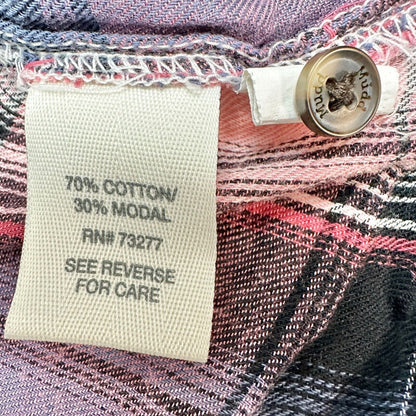 70% COTTON/
30% MODAL
RN# 73277
SEE REVERSE
FOR CARE